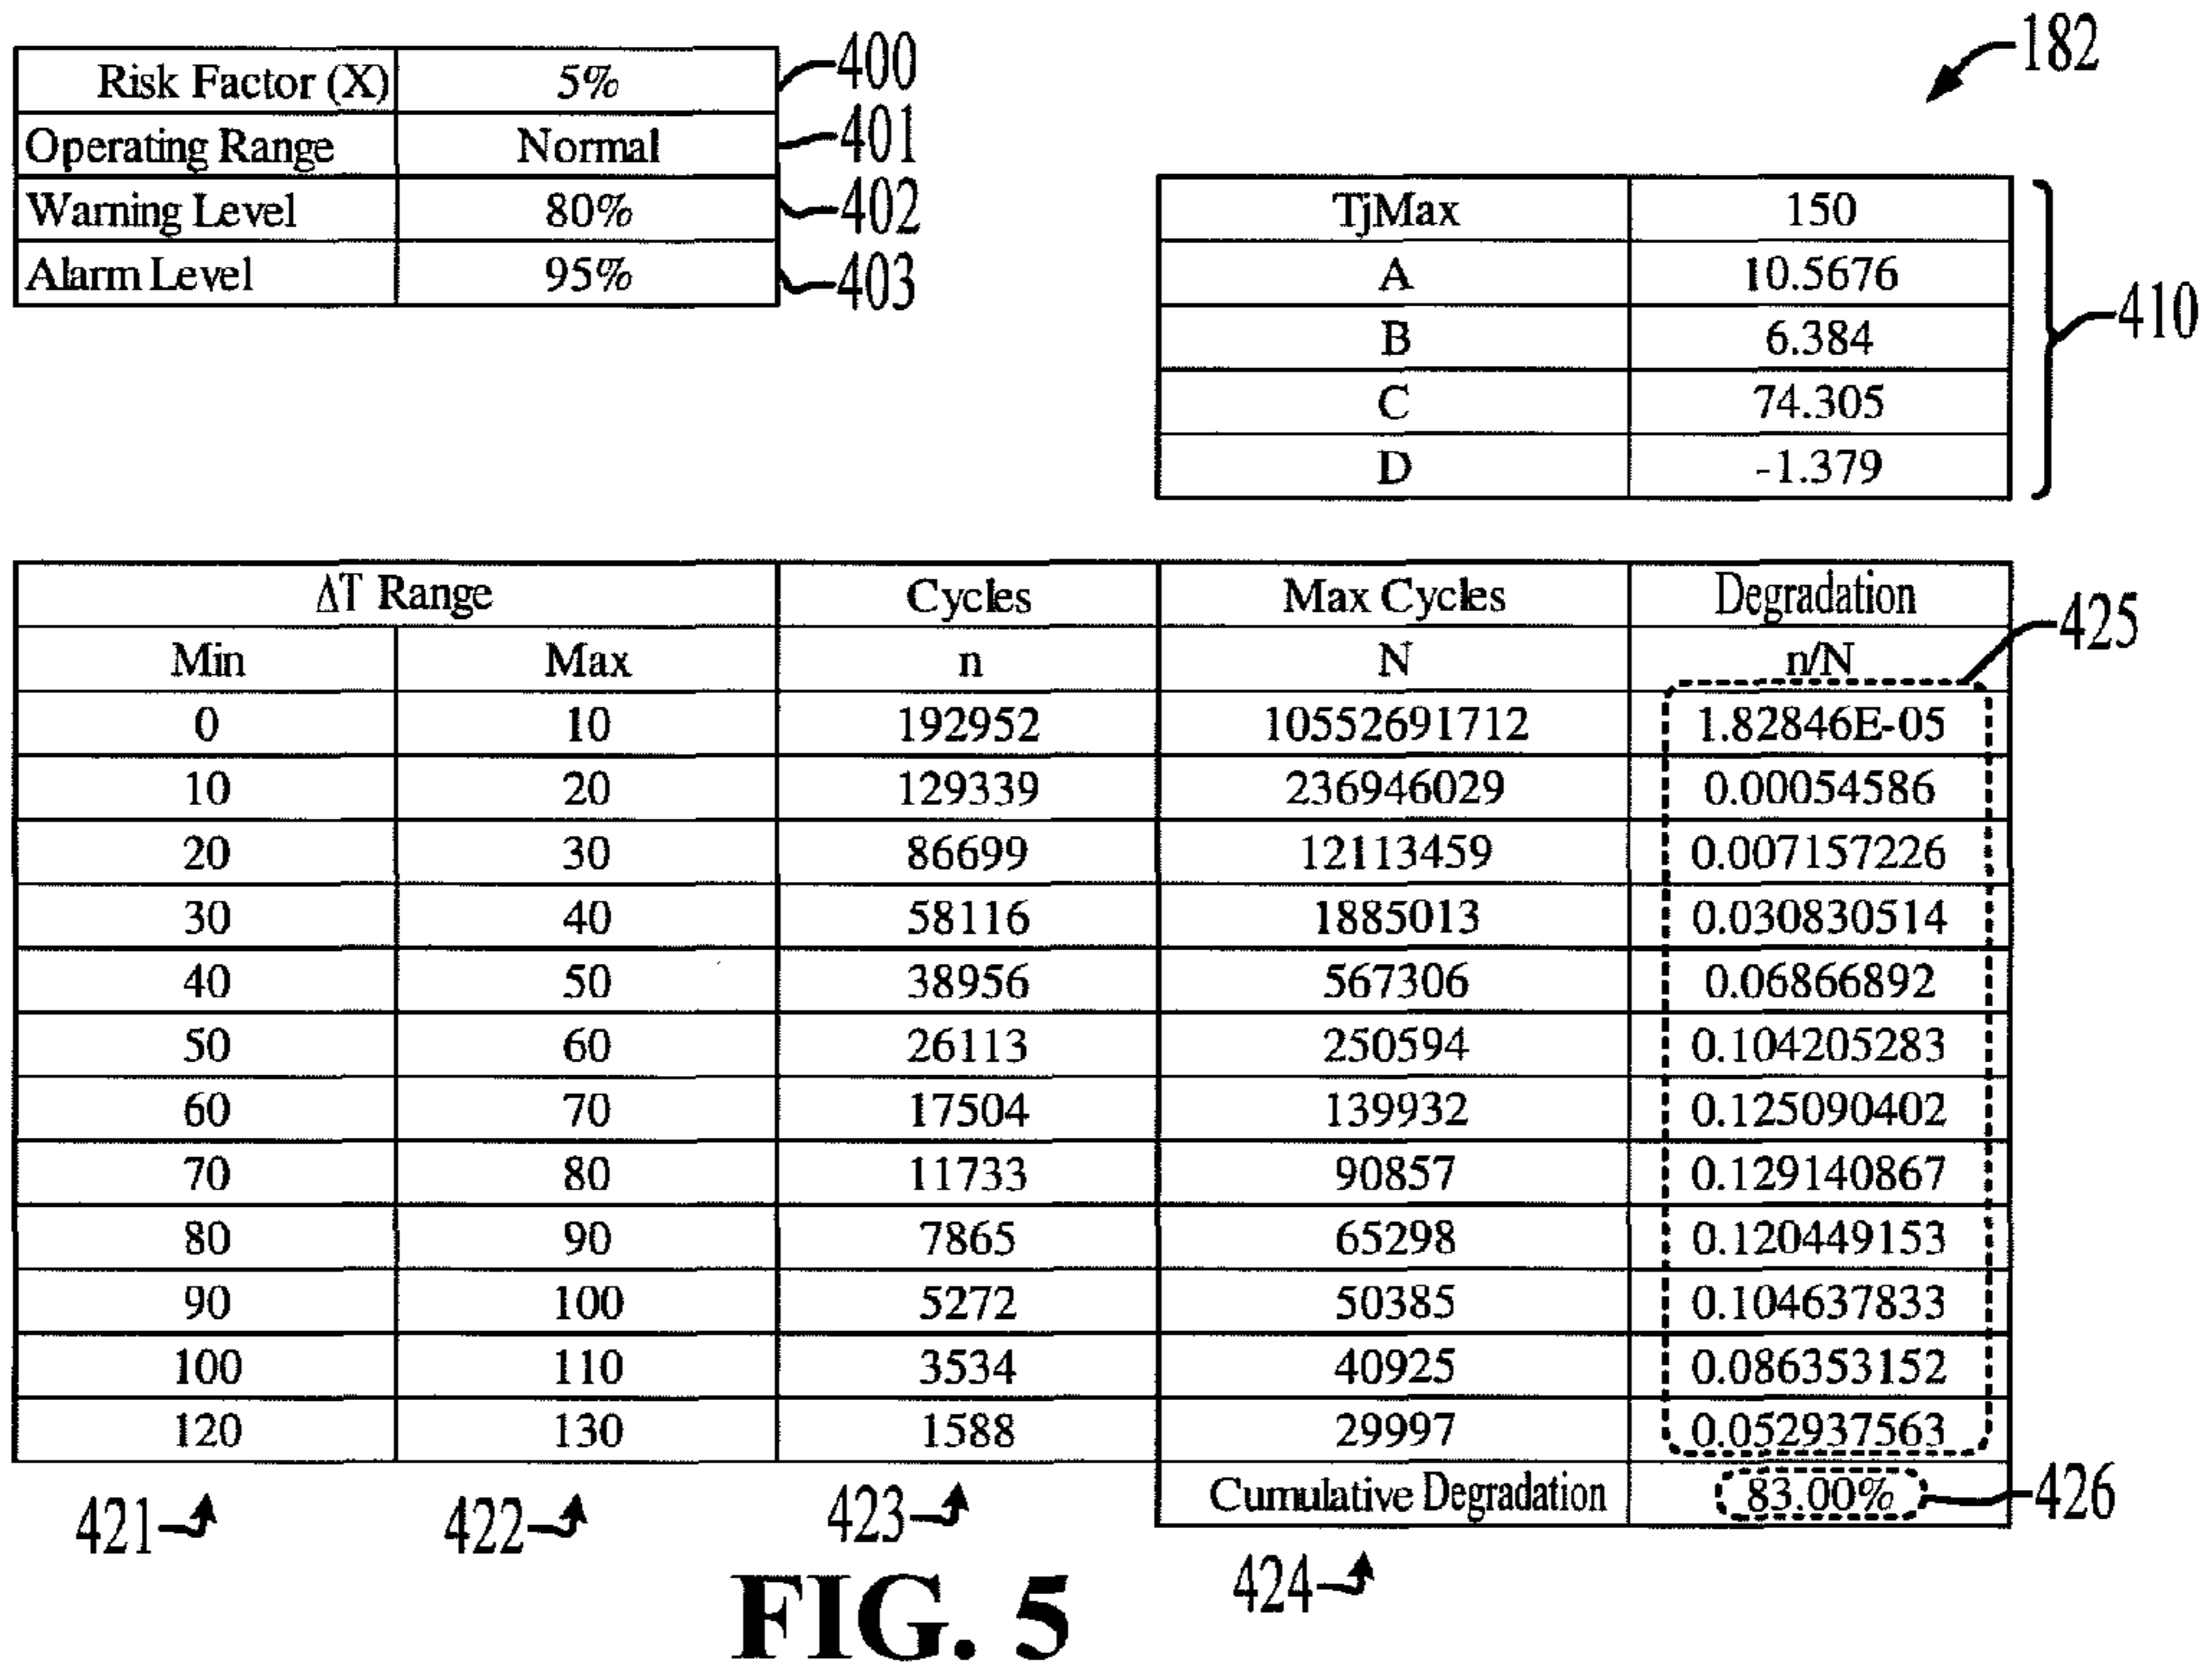 182
Risk Factor (X) 5% 400
Operating Range Normal 401
Warning Level 80% 402
Alarm Level 95% 403
TjMax 150
A 10.5676
B 6.384
C 74.305
D -1.379
410
ΔT Range Cycles Max Cycles Degradation
Min Max n N n/N 425
0 10 192952 10552691712 1.82846E-05
10 20 129339 236946029 0.00054586
20 30 86699 12113459 0.007157226
30 40 58116 1885013 0.030830514
40 50 38956 567306 0.06866892
50 60 26113 250594 0.104205283
60 70 17504 139932 0.125090402
70 80 11733 90857 0.129140867
80 90 7865 65298 0.120449153
90 100 5272 50385 0.104637833
100 110 3534 40925 0.086353152
120 130 1588 29997 0.052937563
Cumulative Degradation 83.00% 426
421 422 423 424
FIG. 5